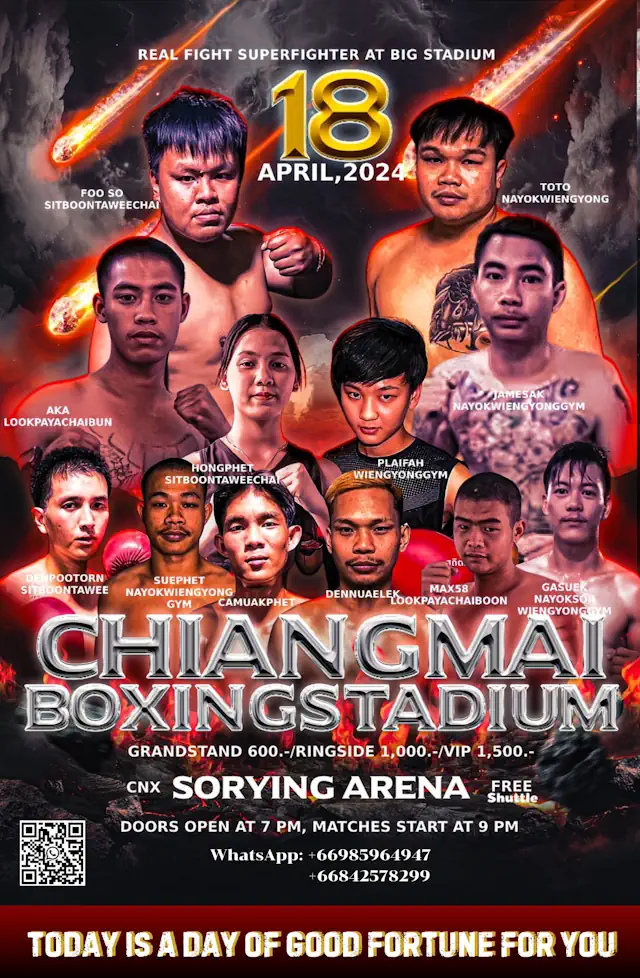 REAL FIGHT SUPERFIGHTER AT BIG STADIUM
18
APRIL,2024
FOO SO
SITBOONTAWEECHAI
TOTO
NAYOKWIENGYONG
AKA
LOOKPAYACHAIBUN
JAMESAK
NAYOKWIENGYONGGYM
HONGPHET
SITBOONTAWEECHAI
PLAIFAH
WIENGYONGGYM
DENPOOTORN
SITBOONTAWEE
SUEPHET
NAYOKWIENGYONG
GYM
CAMUAKPHET
DENNUAELEK
MAX58
LOOKPAYACHAIBOON
GASUEK
NAYOKSOR
WIENGYONGGYM
CHIANGMAI
BOXINGSTADIUM
GRANDSTAND 600.-/RINGSIDE 1,000.-/VIP 1,500.-
CNX SORYING ARENA FREE
Shuttle
DOORS OPEN AT 7 PM, MATCHES START AT 9 PM
WhatsApp: +66985964947
+66842578299
TODAY IS A DAY OF GOOD FORTUNE FOR YOU